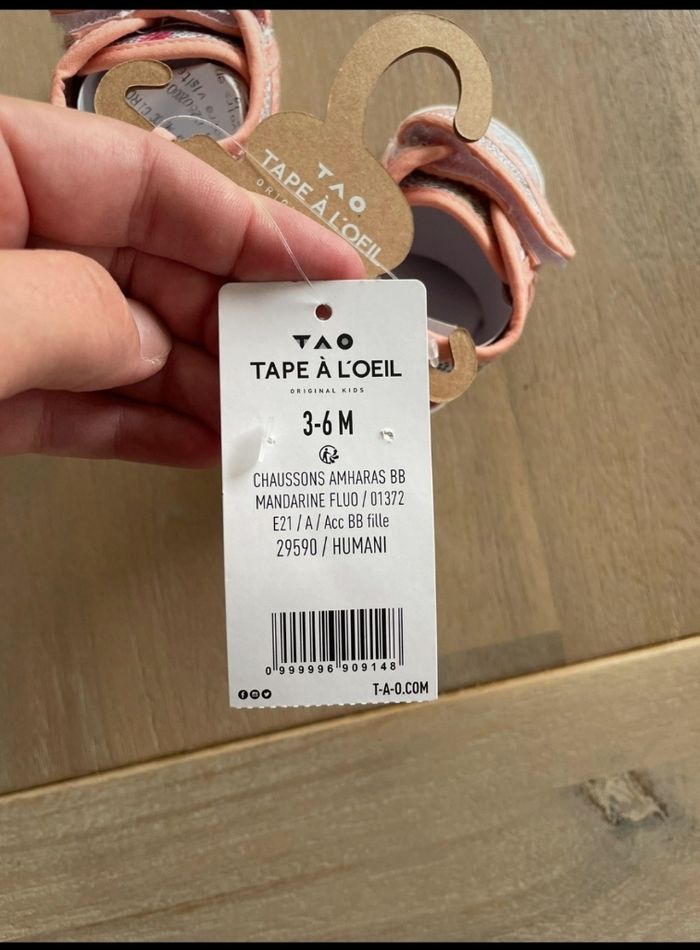 TAO
TAPE À L'OEIL
TAO
TAPE À L'OEIL
ORIGINAL KIDS
3-6 M
CHAUSSONS AMHARAS BB
MANDARINE FLUO / 01372
E21 / A / Acc BB fille
29590 / HUMANI
0 999996 909148
T-A-O.COM